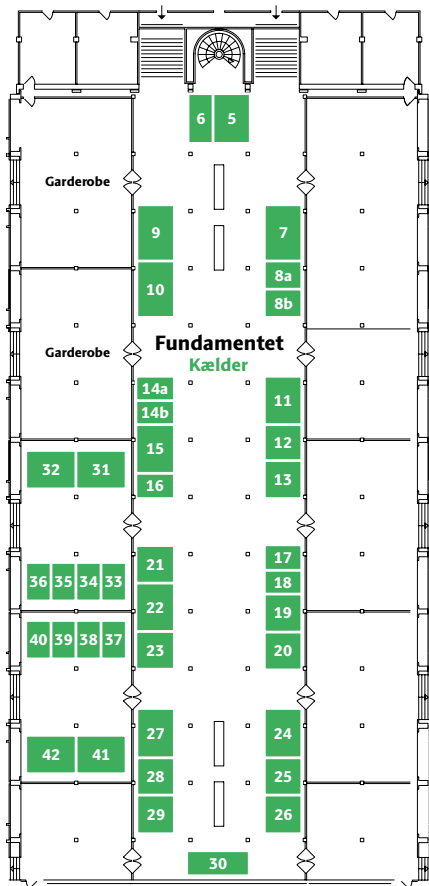 6 5
Garderobe
9 7
10 8a
8b
Fundamentet
Garderobe
Kælder
14a 11
14b
15 12
32 31
16 13
17
21
36 35 34 33 18
22 19
40 39 38 37
23 20
27 24
42 41
28 25
29 26
30